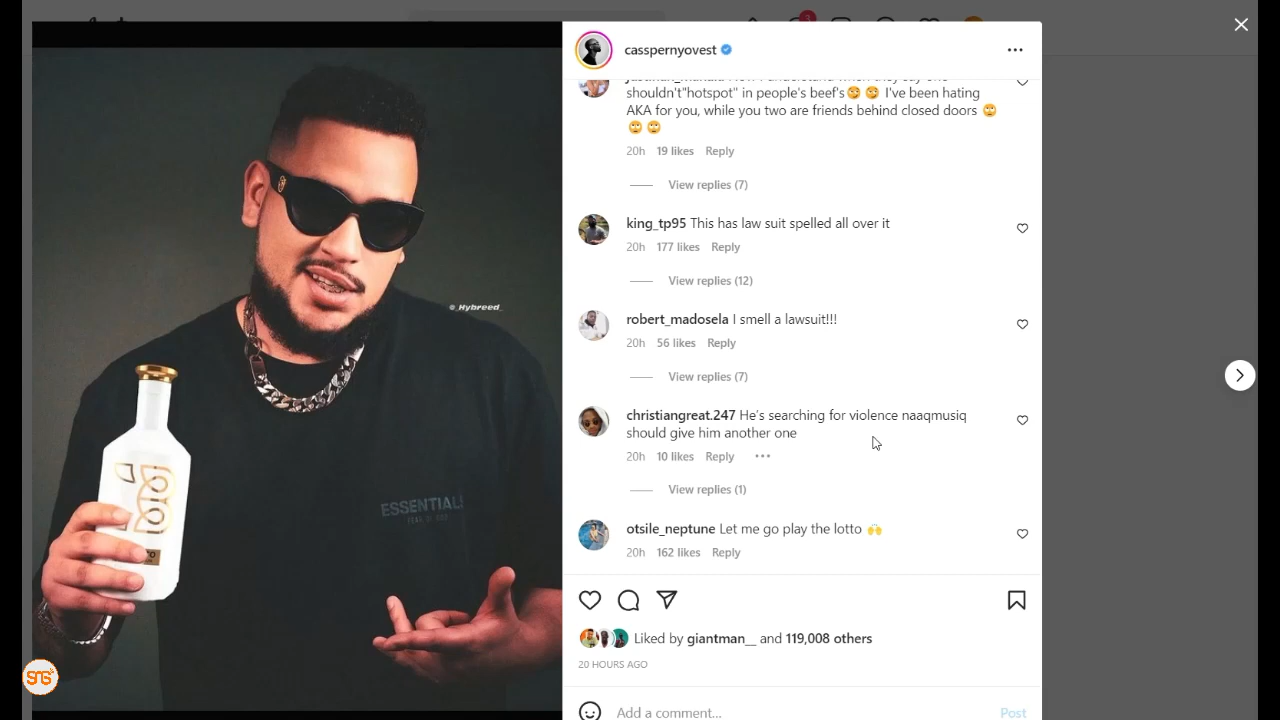 casspernyovest
shouldn't"hotspot" in people's beef's🙄 🙄 I've been hating
AKA for you, while you two are friends behind closed doors 🙄
🙄 🙄
20h 19 likes Reply
View replies (7)
king_tp95 This has law suit spelled all over it
20h 177 likes Reply
View replies (12)
robert_madosela I smell a lawsuit!!!
20h 56 likes Reply
View replies (7)
christiangreat.247 He's searching for violence naaqmusiq
should give him another one
20h 10 likes Reply
View replies (1)
otsile_neptune Let me go play the lotto 🙌
20h 162 likes Reply
Liked by giantman__ and 119,008 others
20 HOURS AGO
Add a comment...
Post
@_Hybreed_
ESSENTIALS
FEAR OF GOD
3